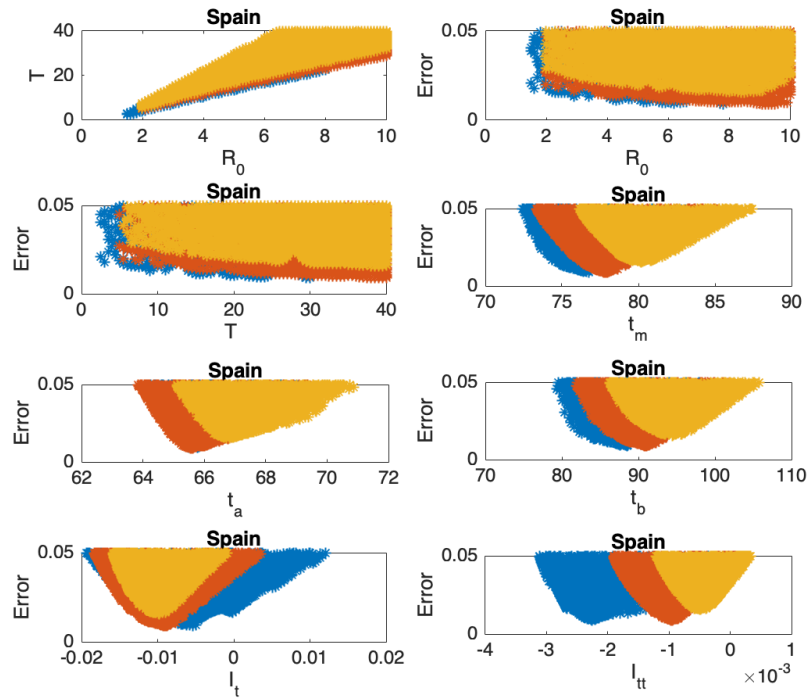 Spain
40
20
0
T
0 2 4 6 8 10
R0
Spain
0.05
0
Error
0 2 4 6 8 10
R0
Spain
0.05
0
Error
10 20 30 40
T
Spain
0.05
0
Error
70 75 80 85 90
tm
Spain
0.05
0
Error
62 64 66 68 70 72
ta
Spain
0.05
0
Error
70 80 90 100 110
tb
Spain
0.05
0
Error
-0.02 -0.01 0 0.01 0.02
It
Spain
0.05
0
Error
-4 -3 -2 -1 0 1
Itt
×10-3